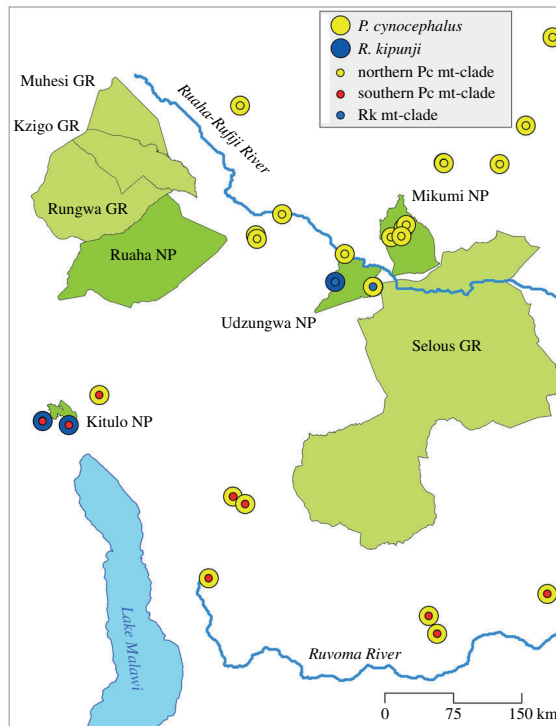 P. cynocephalus
R. kipunji
northern Pc mt-clade
southern Pc mt-clade
Rk mt-clade
Muhesi GR
Kzigo GR
Ruaha-Rufiji River
Rungwa GR
Mikumi NP
Ruaha NP
Udzungwa NP
Selous GR
Kitulo NP
Lake Malawi
Ruvoma River
0 75 150 km